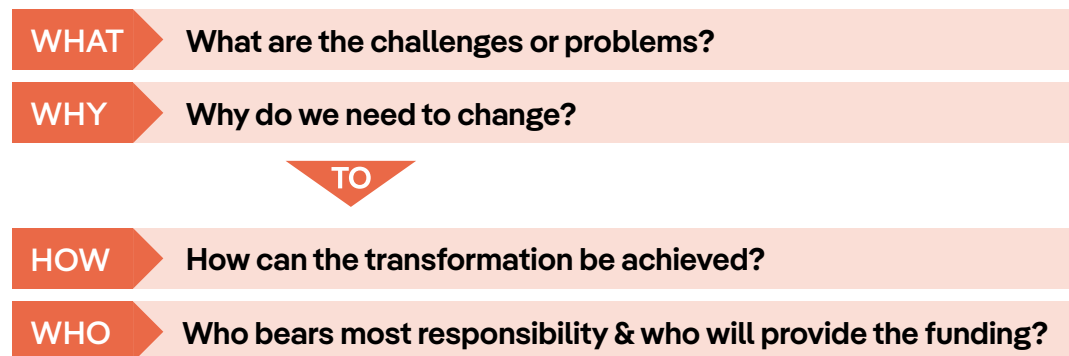 WHAT What are the challenges or problems?
WHY Why do we need to change?
TO
HOW How can the transformation be achieved?
WHO Who bears most responsibility & who will provide the funding?